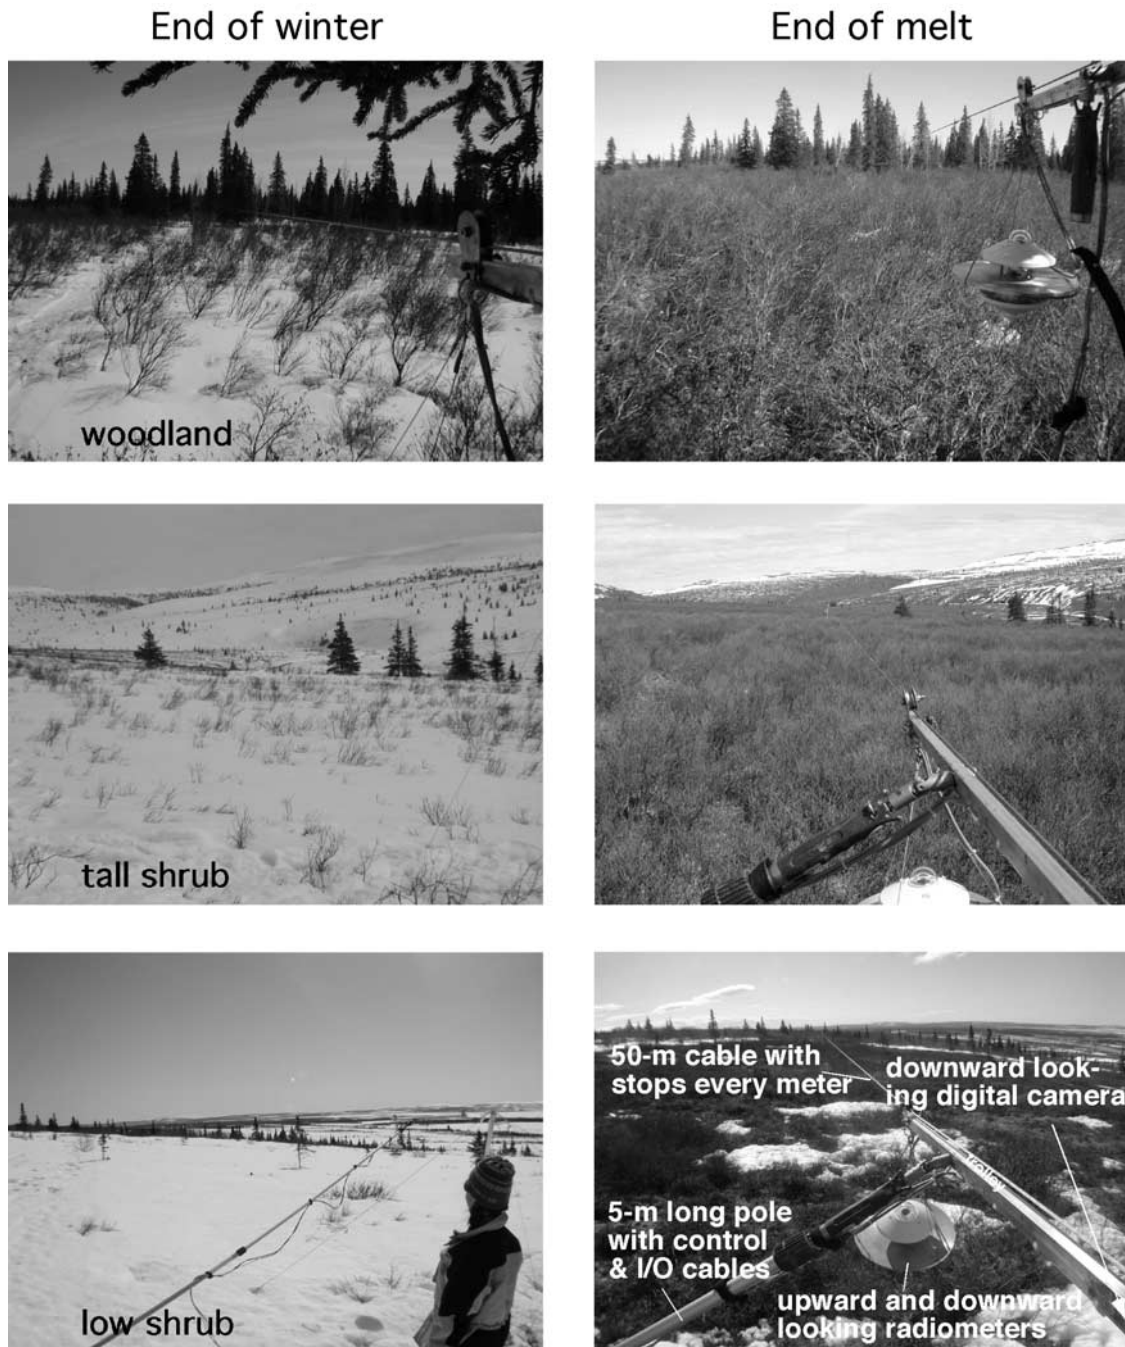 End of winter
End of melt
woodland
tall shrub
low shrub
50-m cable with
stops every meter
downward look-
ing digital camera
trolley
5-m long pole
with control
& I/O cables
upward and downward
looking radiometers